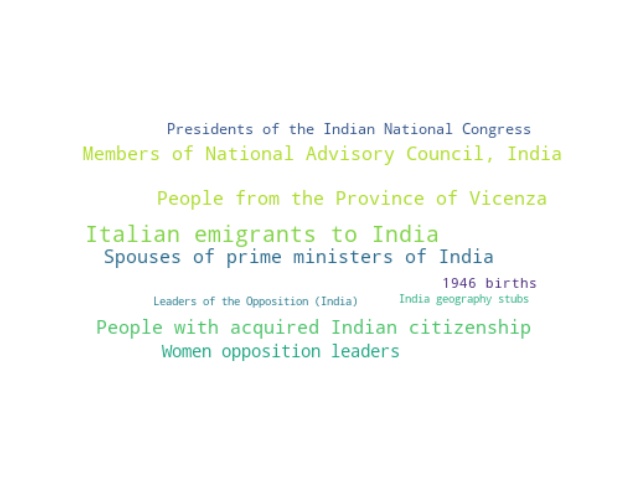 Presidents of the Indian National Congress
Members of National Advisory Council, India
People from the Province of Vicenza
Italian emigrants to India
Spouses of prime ministers of India
1946 births
Leaders of the Opposition (India)
India geography stubs
People with acquired Indian citizenship
Women opposition leaders